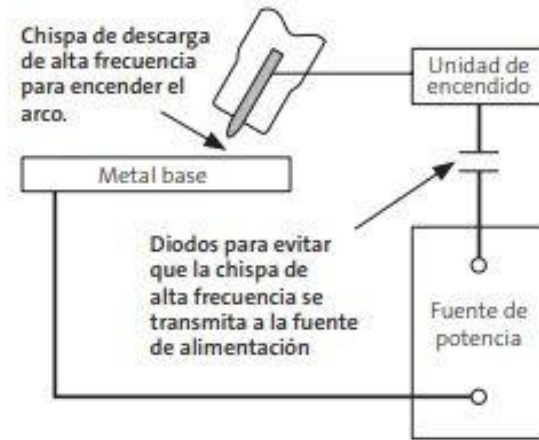 Chispa de descarga
de alta frecuencia
para encender el
arco.
Unidad de
encendido
Metal base
Diodos para evitar
que la chispa de
alta frecuencia se
transmita a la fuente
de alimentación
Fuente de
potencia